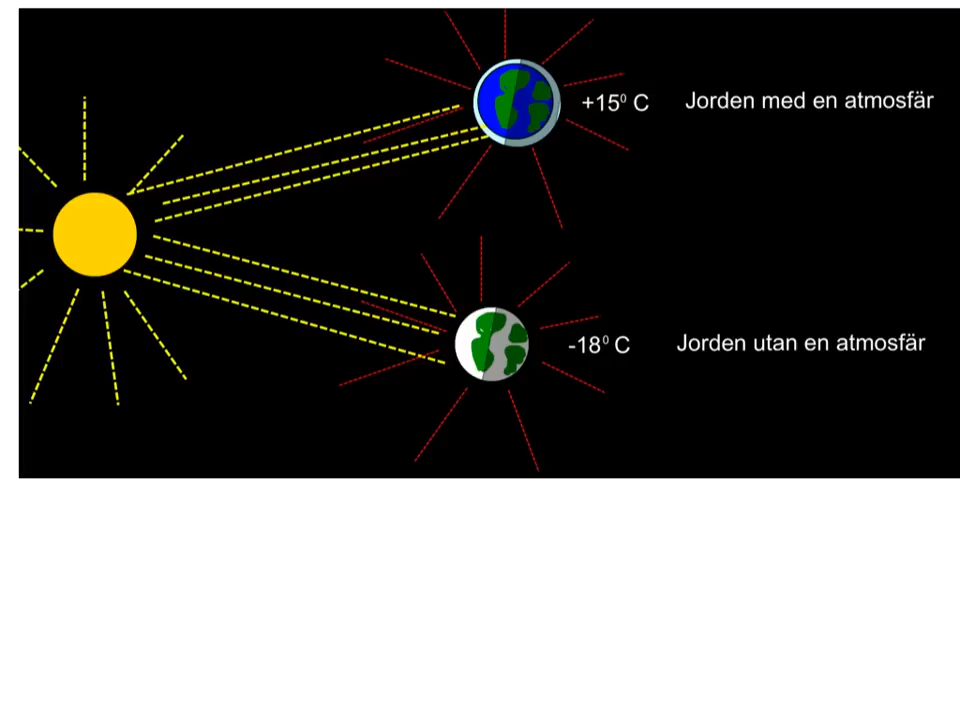 +15⁰ C Jorden med en atmosfär
-18⁰ C Jorden utan en atmosfär